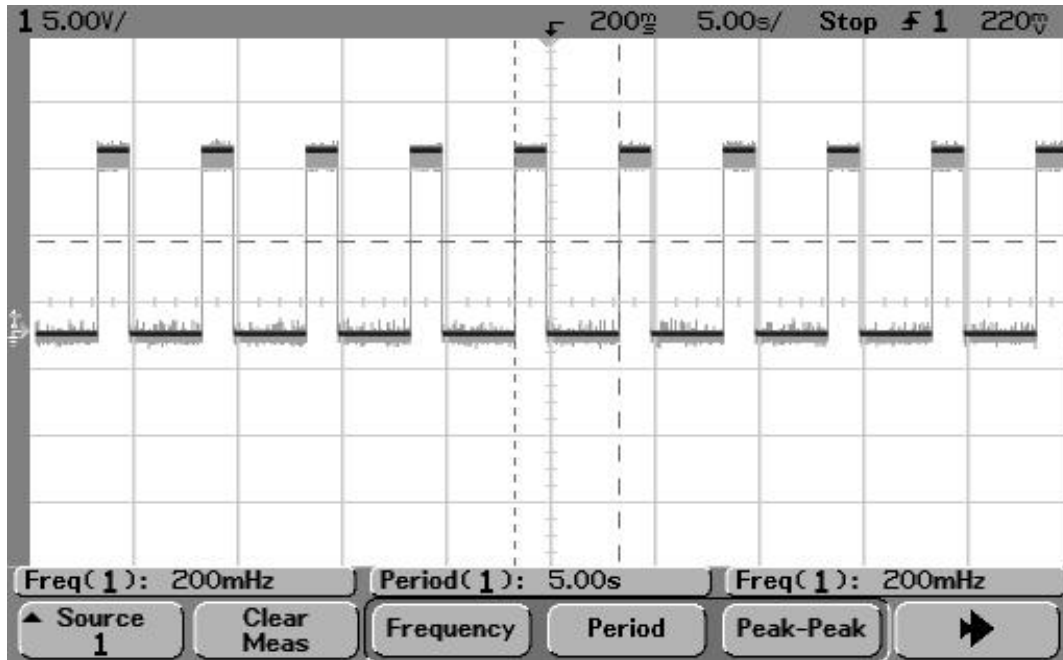 1 5.00V/ 200ms 5.00s/ Stop 1 220mV
Freq(1): 200mHz Period(1): 5.00s Freq(1): 200mHz
Source 1 Clear Meas Frequency Period Peak-Peak